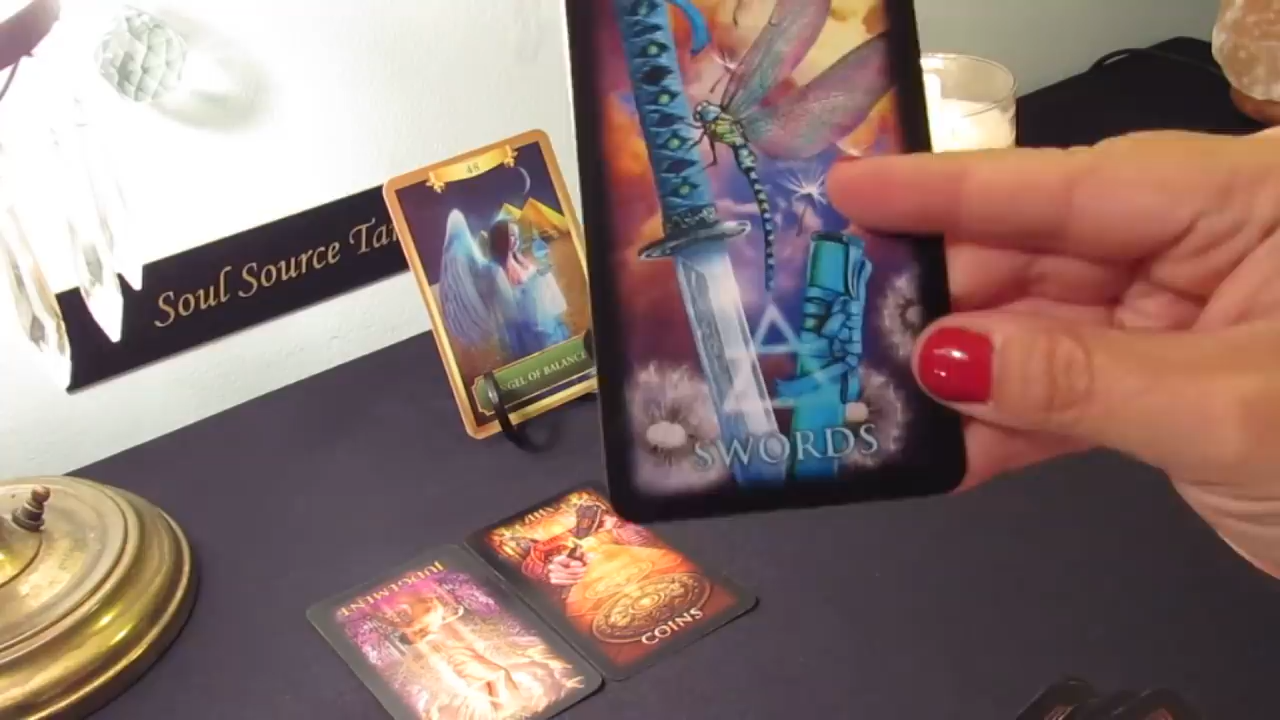 Soul Source Ta
48
NGEL OF BALANCE
SWORDS
COINS
JUDGEMENT